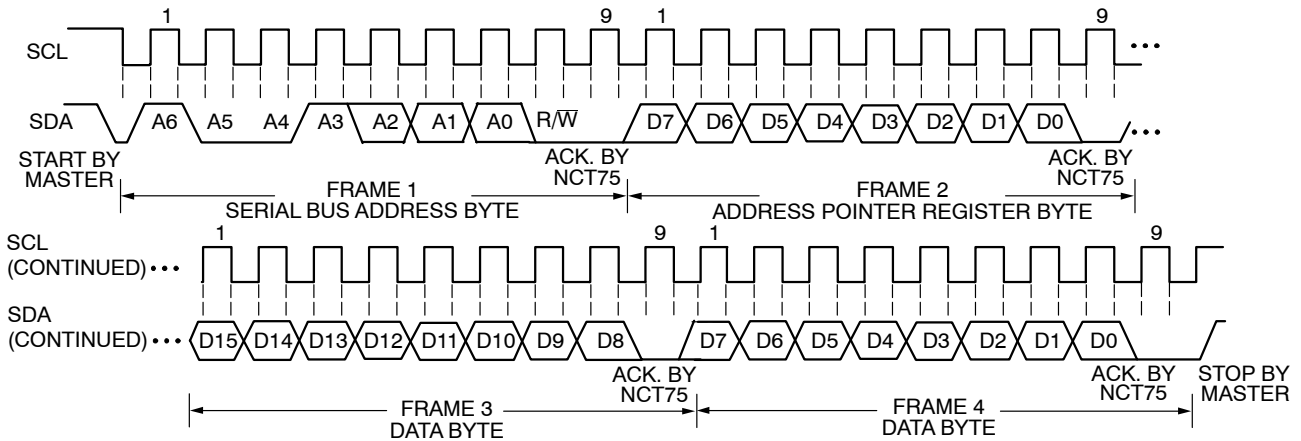 1 9 1 9
SCL •••
SDA A6 A5 A4 A3 A2 A1 A0 R/W̅ D7 D6 D5 D4 D3 D2 D1 D0 •••
START BY MASTER
ACK. BY NCT75
ACK. BY NCT75
FRAME 1
SERIAL BUS ADDRESS BYTE
FRAME 2
ADDRESS POINTER REGISTER BYTE
1 9 1 9
SCL
(CONTINUED) •••
SDA
(CONTINUED) ••• D15 D14 D13 D12 D11 D10 D9 D8 D7 D6 D5 D4 D3 D2 D1 D0
ACK. BY NCT75
ACK. BY NCT75
STOP BY MASTER
FRAME 3
DATA BYTE
FRAME 4
DATA BYTE